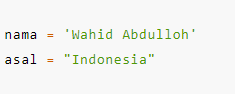 nama = 'Wahid Abdulloh'
asal = "Indonesia"